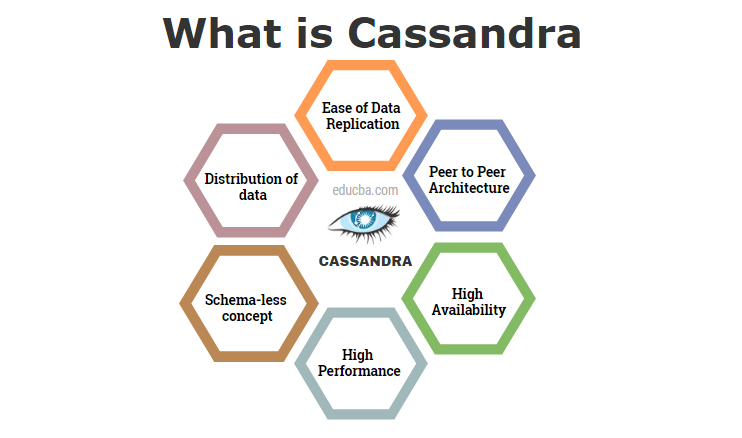 What is Cassandra
Ease of Data
Replication
Peer to Peer
Architecture
High
Availability
High
Performance
Schema-less
concept
Distribution of
data
educba.com
CASSANDRA